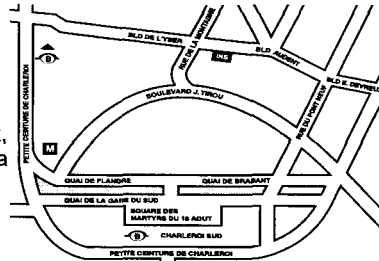 BLD DE L'YSER
RUE DE LA MONTAGNE
INS
BLD AUDENT
BLD E. DEVREUX
PETITE CEINTURE DE CHARLEROI
B
BOULEVARD J. TIROU
RUE DU PONT NEUF
M
a
QUAI DE FLANDRE
QUAI DE BRABANT
QUAI DE LA GARE DU SUD
SQUARE DES
MARTYRS DU 18 AOUT
B
CHARLEROI SUD
PETITE CEINTURE DE CHARLEROI